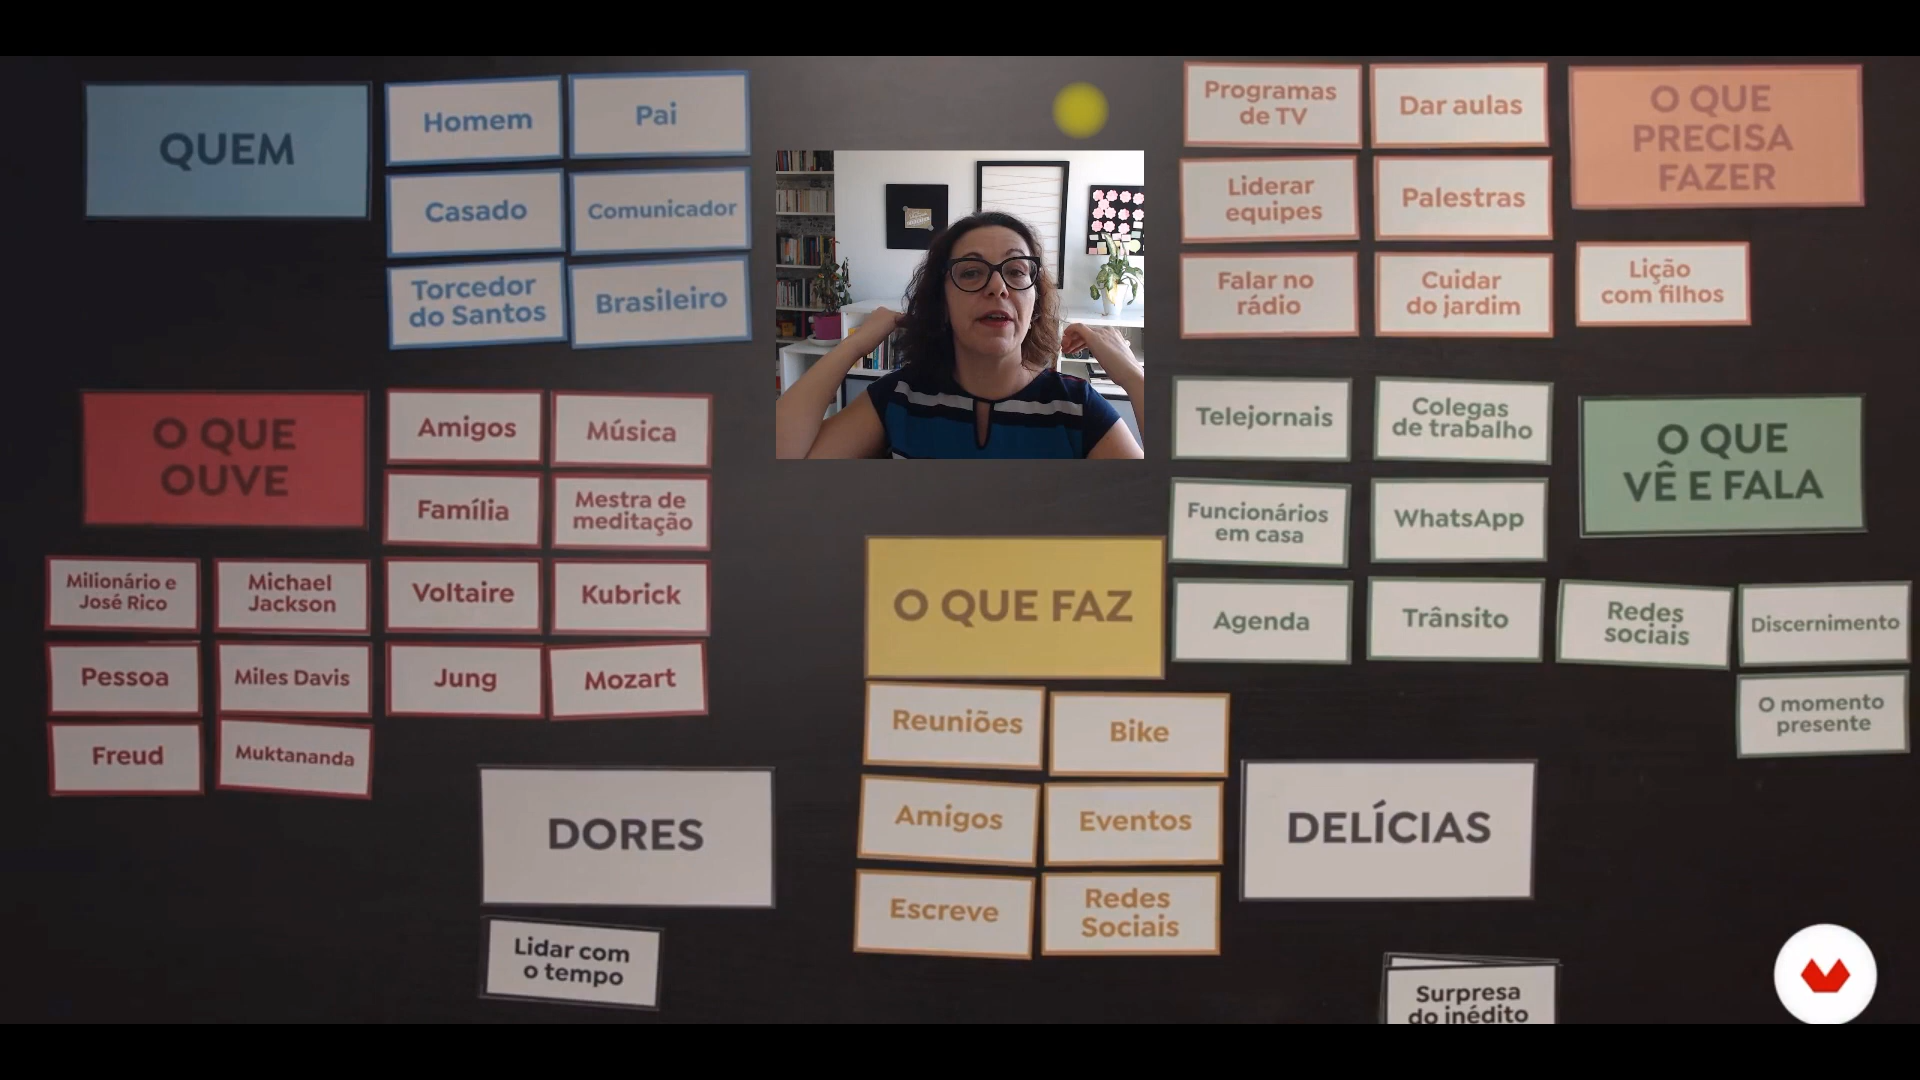 QUEM
Homem
Pai
Casado
Comunicador
Torcedor
do Santos
Brasileiro
Programas
de TV
Dar aulas
O QUE
PRECISA
FAZER
Liderar
equipes
Palestras
Falar no
rádio
Cuidar
do jardim
Lição
com filhos
O QUE
OUVE
Amigos
Música
Família
Mestra de
meditação
Milionário e
José Rico
Michael
Jackson
Voltaire
Kubrick
Pessoa
Miles Davis
Jung
Mozart
Freud
Muktananda
Telejornais
Colegas
de trabalho
O QUE
VÊ E FALA
Funcionários
em casa
WhatsApp
Agenda
Trânsito
Redes
sociais
Discernimento
O momento
presente
O QUE FAZ
Reuniões
Bike
Amigos
Eventos
Escreve
Redes
Sociais
DORES
Lidar com
o tempo
DELÍCIAS
Surpresa
do inédito